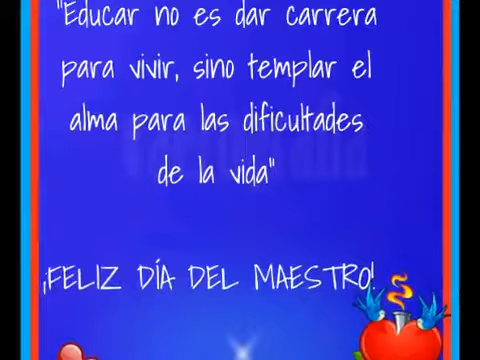 "Educar no es dar carrera
para vivir, sino templar el
alma para las dificultades
de la vida"
¡FELIZ DÍA DEL MAESTRO!